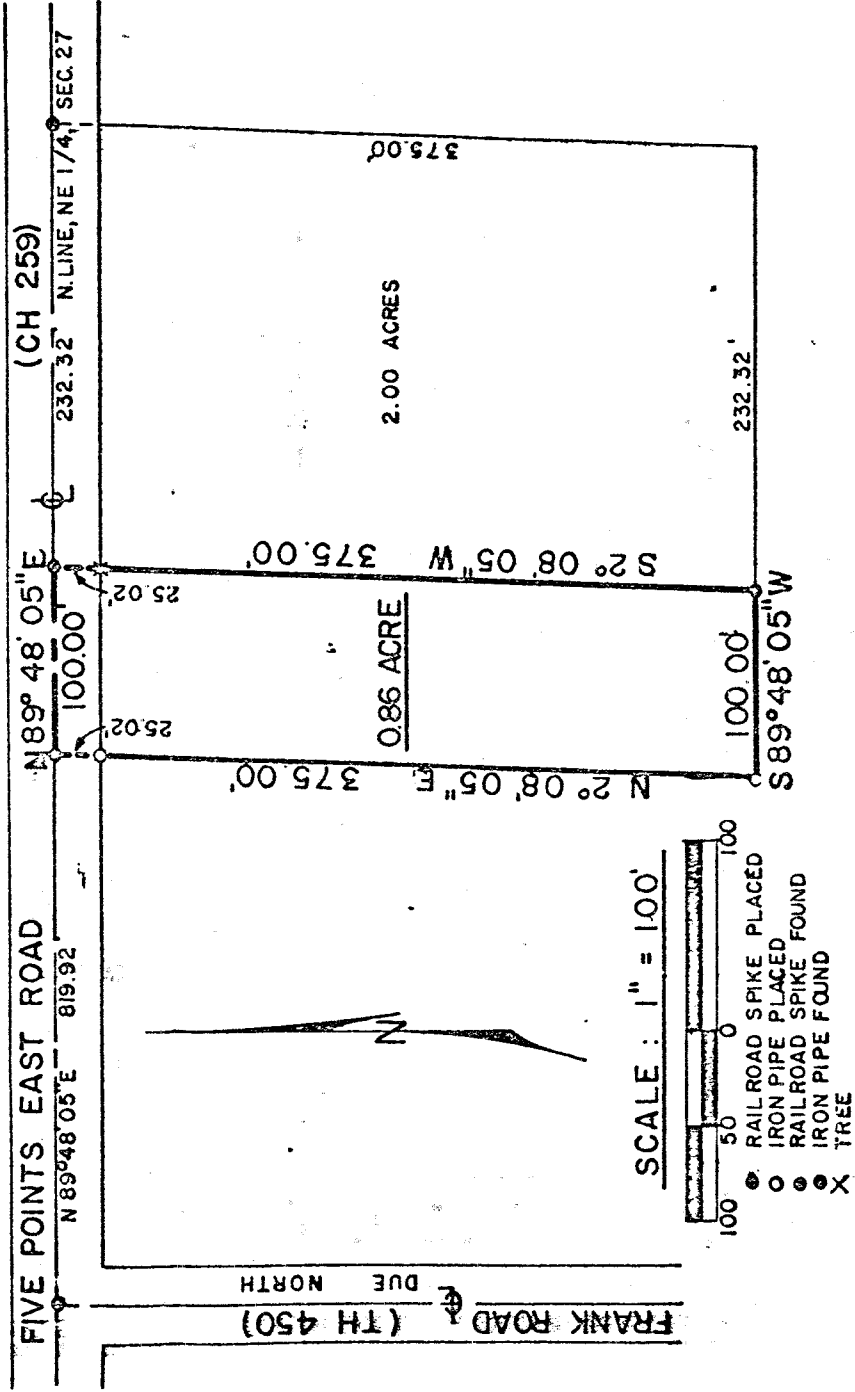 FIVE POINTS EAST ROAD (CH 259)
N 89° 48' 05" E 819.92
N 89° 48' 05" E
100.00'
232.32' N. LINE, NE 1/4, SEC. 27
25.02'
25.02'
N 2° 08' 05" E 375.00'
0.86 ACRE
S 2° 08' 05" W 375.00'
2.00 ACRES
375.00'
100.00'
S 89° 48' 05" W
232.32'
N
FRANK ROAD (TH 450)
DUE NORTH
SCALE : 1" = 100'
100 50 0 100
RAILROAD SPIKE PLACED
IRON PIPE PLACED
RAILROAD SPIKE FOUND
IRON PIPE FOUND
X TREE